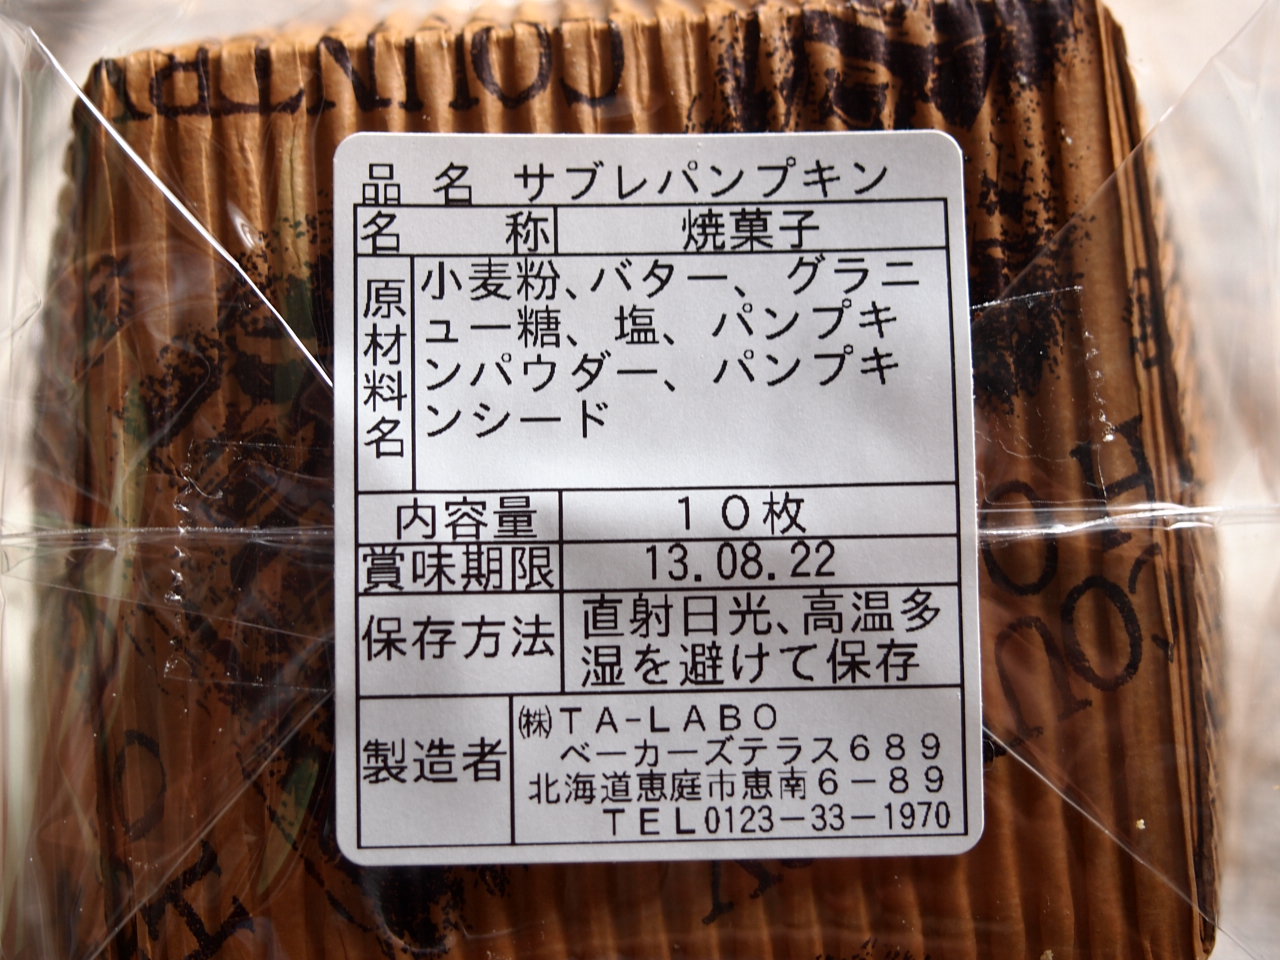 COUNTRY
品名 サブレパンプキン
名称 焼菓子
原材料名 小麦粉、バター、グラニ
ュー糖、塩、パンプキ
ンパウダー、パンプキ
ンシード
内容量 10枚
賞味期限 13.08.22
保存方法 直射日光、高温多
湿を避けて保存
製造者 ㈱TA-LABO
ベーカーズテラス689
北海道恵庭市恵南6-89
TEL0123-33-1970